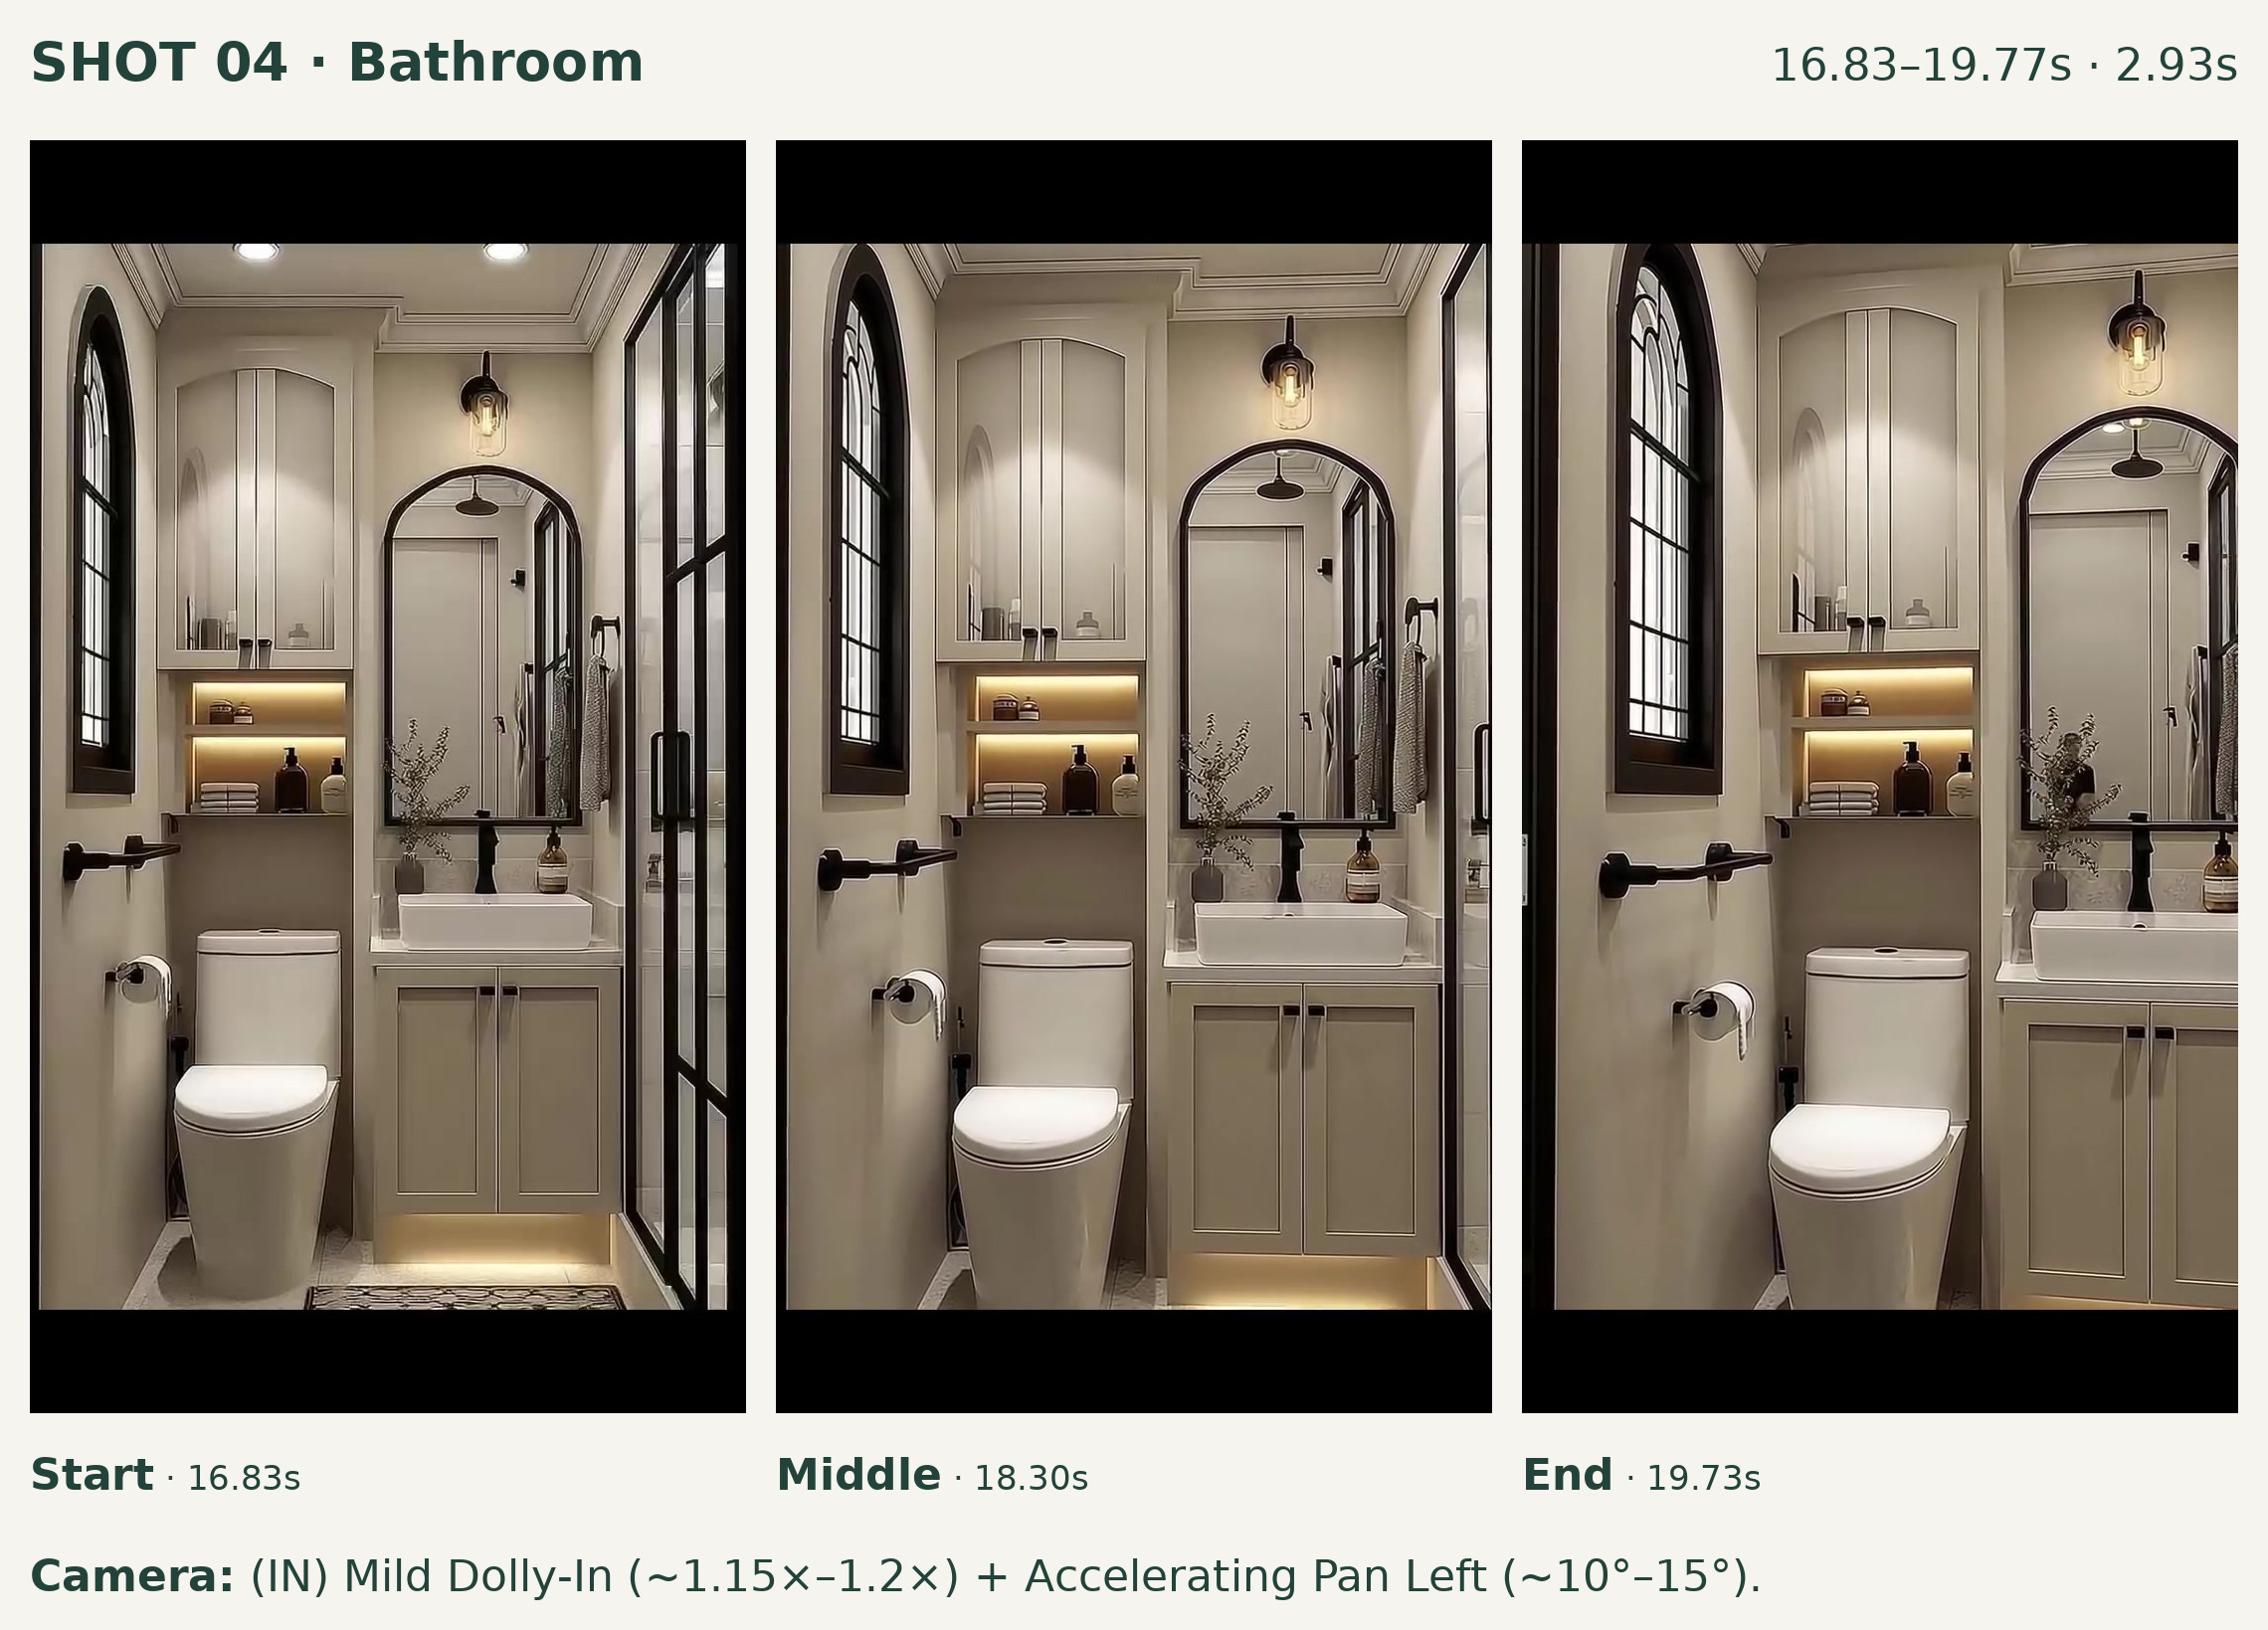 SHOT 04 · Bathroom
16.83–19.77s · 2.93s
Start · 16.83s
Middle · 18.30s
End · 19.73s
Camera: (IN) Mild Dolly-In (~1.15×–1.2×) + Accelerating Pan Left (~10°–15°).